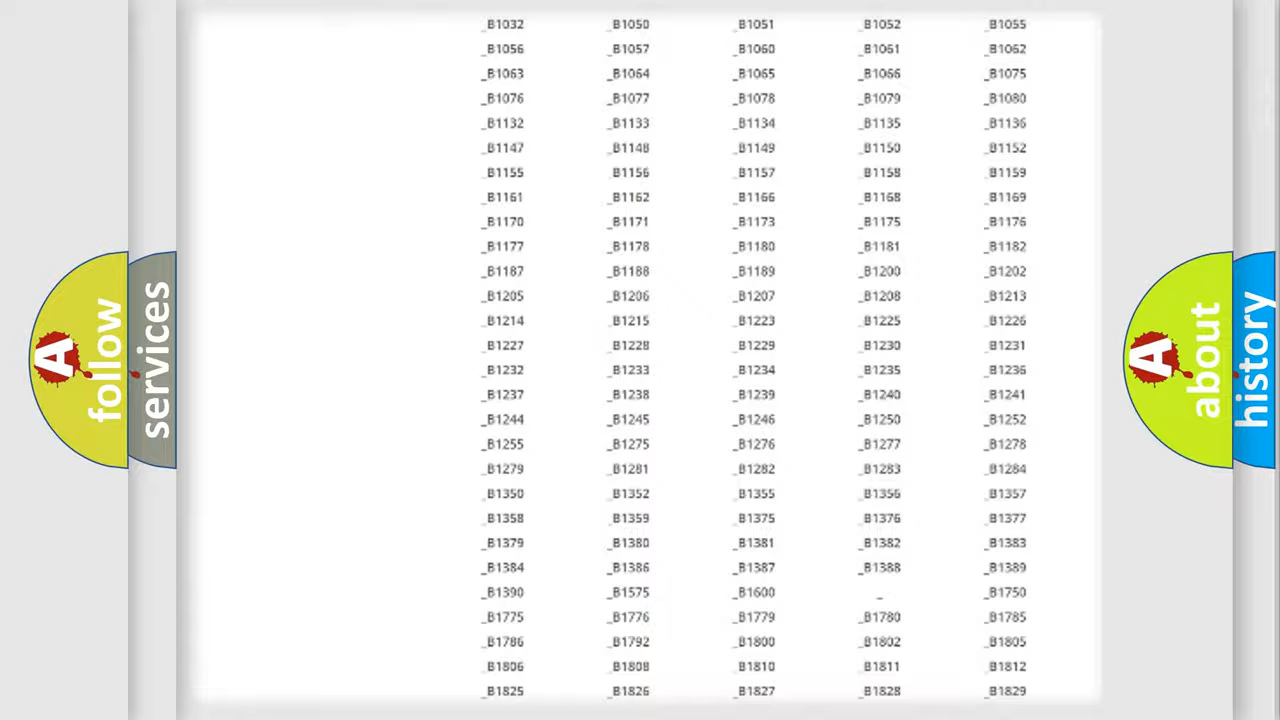 _B1032 _B1050 _B1051 _B1052 _B1055
_B1056 _B1057 _B1060 _B1061 _B1062
_B1063 _B1064 _B1065 _B1066 _B1075
_B1076 _B1077 _B1078 _B1079 _B1080
_B1132 _B1133 _B1134 _B1135 _B1136
_B1147 _B1148 _B1149 _B1150 _B1152
_B1155 _B1156 _B1157 _B1158 _B1159
_B1161 _B1162 _B1166 _B1168 _B1169
_B1170 _B1171 _B1173 _B1175 _B1176
_B1177 _B1178 _B1180 _B1181 _B1182
_B1187 _B1188 _B1189 _B1200 _B1202
_B1205 _B1206 _B1207 _B1208 _B1213
_B1214 _B1215 _B1223 _B1225 _B1226
_B1227 _B1228 _B1229 _B1230 _B1231
_B1232 _B1233 _B1234 _B1235 _B1236
_B1237 _B1238 _B1239 _B1240 _B1241
_B1244 _B1245 _B1246 _B1250 _B1252
_B1255 _B1275 _B1276 _B1277 _B1278
_B1279 _B1281 _B1282 _B1283 _B1284
_B1350 _B1352 _B1355 _B1356 _B1357
_B1358 _B1359 _B1375 _B1376 _B1377
_B1379 _B1380 _B1381 _B1382 _B1383
_B1384 _B1386 _B1387 _B1388 _B1389
_B1390 _B1575 _B1600 _ _B1750
_B1775 _B1776 _B1779 _B1780 _B1785
_B1786 _B1792 _B1800 _B1802 _B1805
_B1806 _B1808 _B1810 _B1811 _B1812
_B1825 _B1826 _B1827 _B1828 _B1829
A follow
services
A about
history